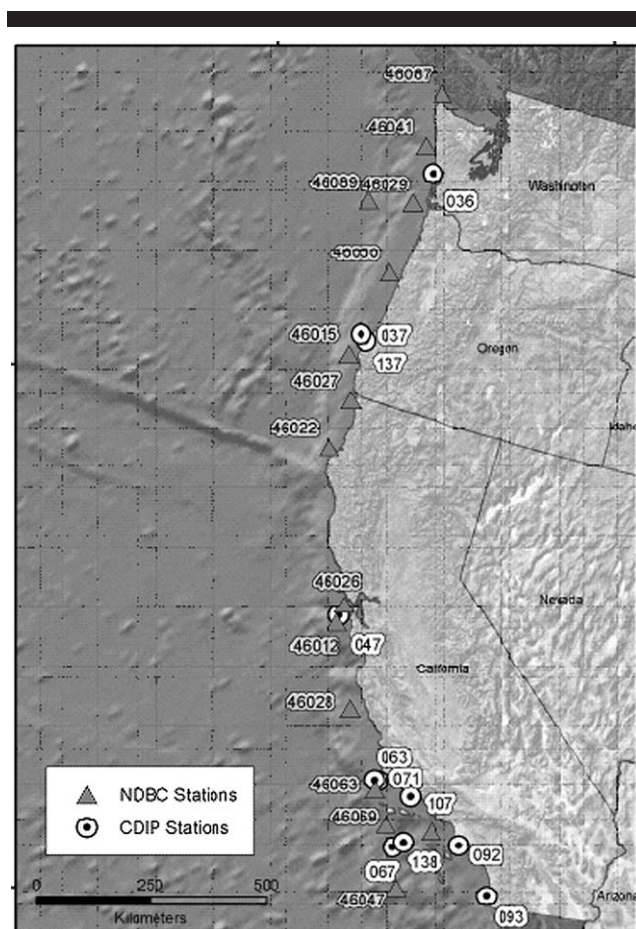 46087
46041
46089
46029
Washington
036
46050
46015
037
137
Oregon
46027
46022
Idaho
46026
Nevada
46012
047
California
46028
063
46063
071
107
46069
NDBC Stations
CDIP Stations
067
138
092
0 250 500
Kilometers
46047
093
Arizona